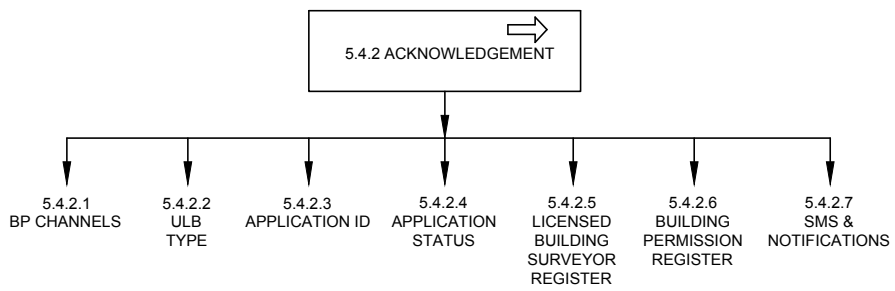 5.4.2 ACKNOWLEDGEMENT
5.4.2.1
BP CHANNELS
5.4.2.2
ULB
TYPE
5.4.2.3
APPLICATION ID
5.4.2.4
APPLICATION
STATUS
5.4.2.5
LICENSED
BUILDING
SURVEYOR
REGISTER
5.4.2.6
BUILDING
PERMISSION
REGISTER
5.4.2.7
SMS &
NOTIFICATIONS